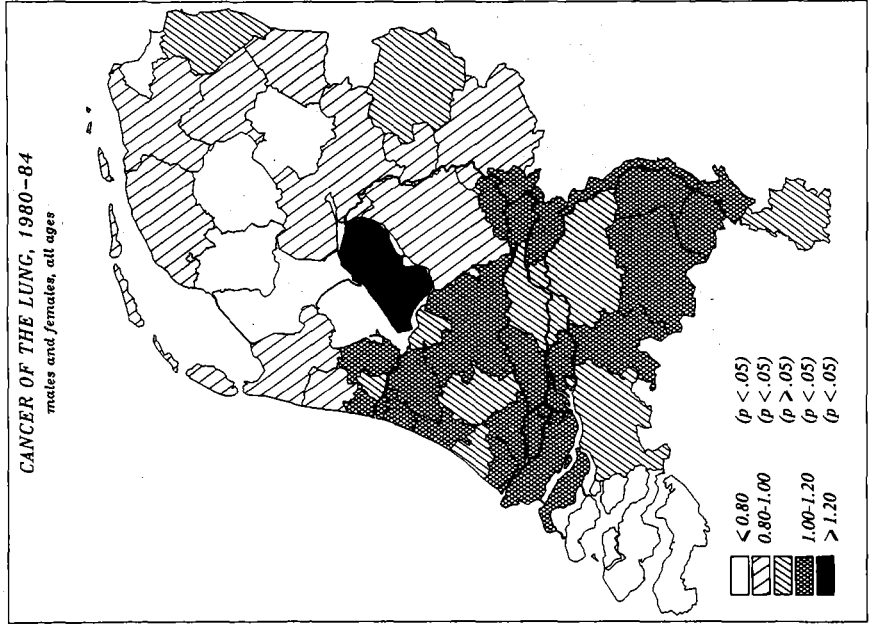 CANCER OF THE LUNG, 1980-84
males and females, all ages
< 0.80 (p < .05)
0.80-1.00 (p < .05)
(p > .05)
1.00-1.20 (p < .05)
> 1.20 (p < .05)